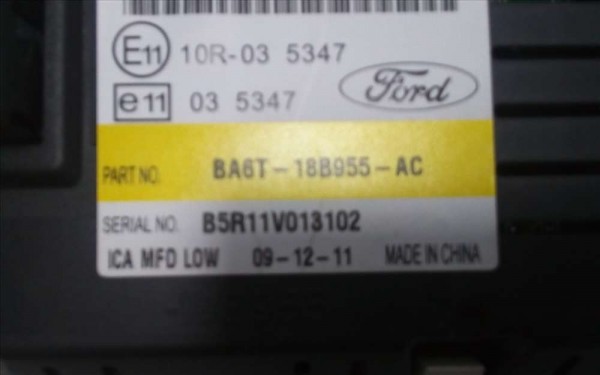 E11 10R-03 5347
e11 03 5347
Ford
PART NO. BA6T-18B955-AC
SERIAL NO. B5R11V013102
ICA MFD LOW 09-12-11 MADE IN CHINA